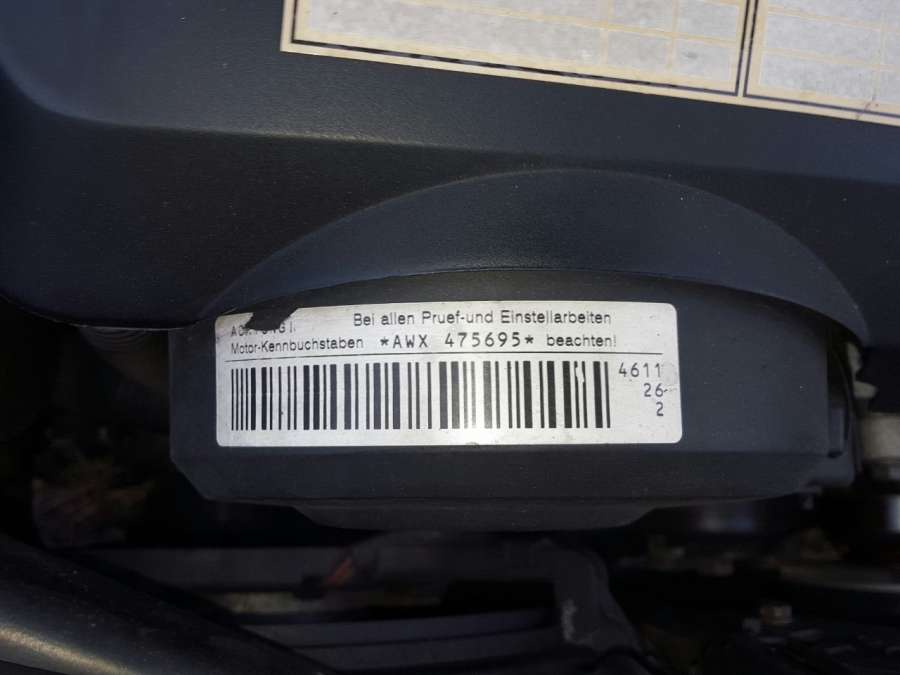 Bei allen Pruef-und Einstellarbeiten
Motor-Kennbuchstaben *AWX 475695* beachten!
4611
26
2